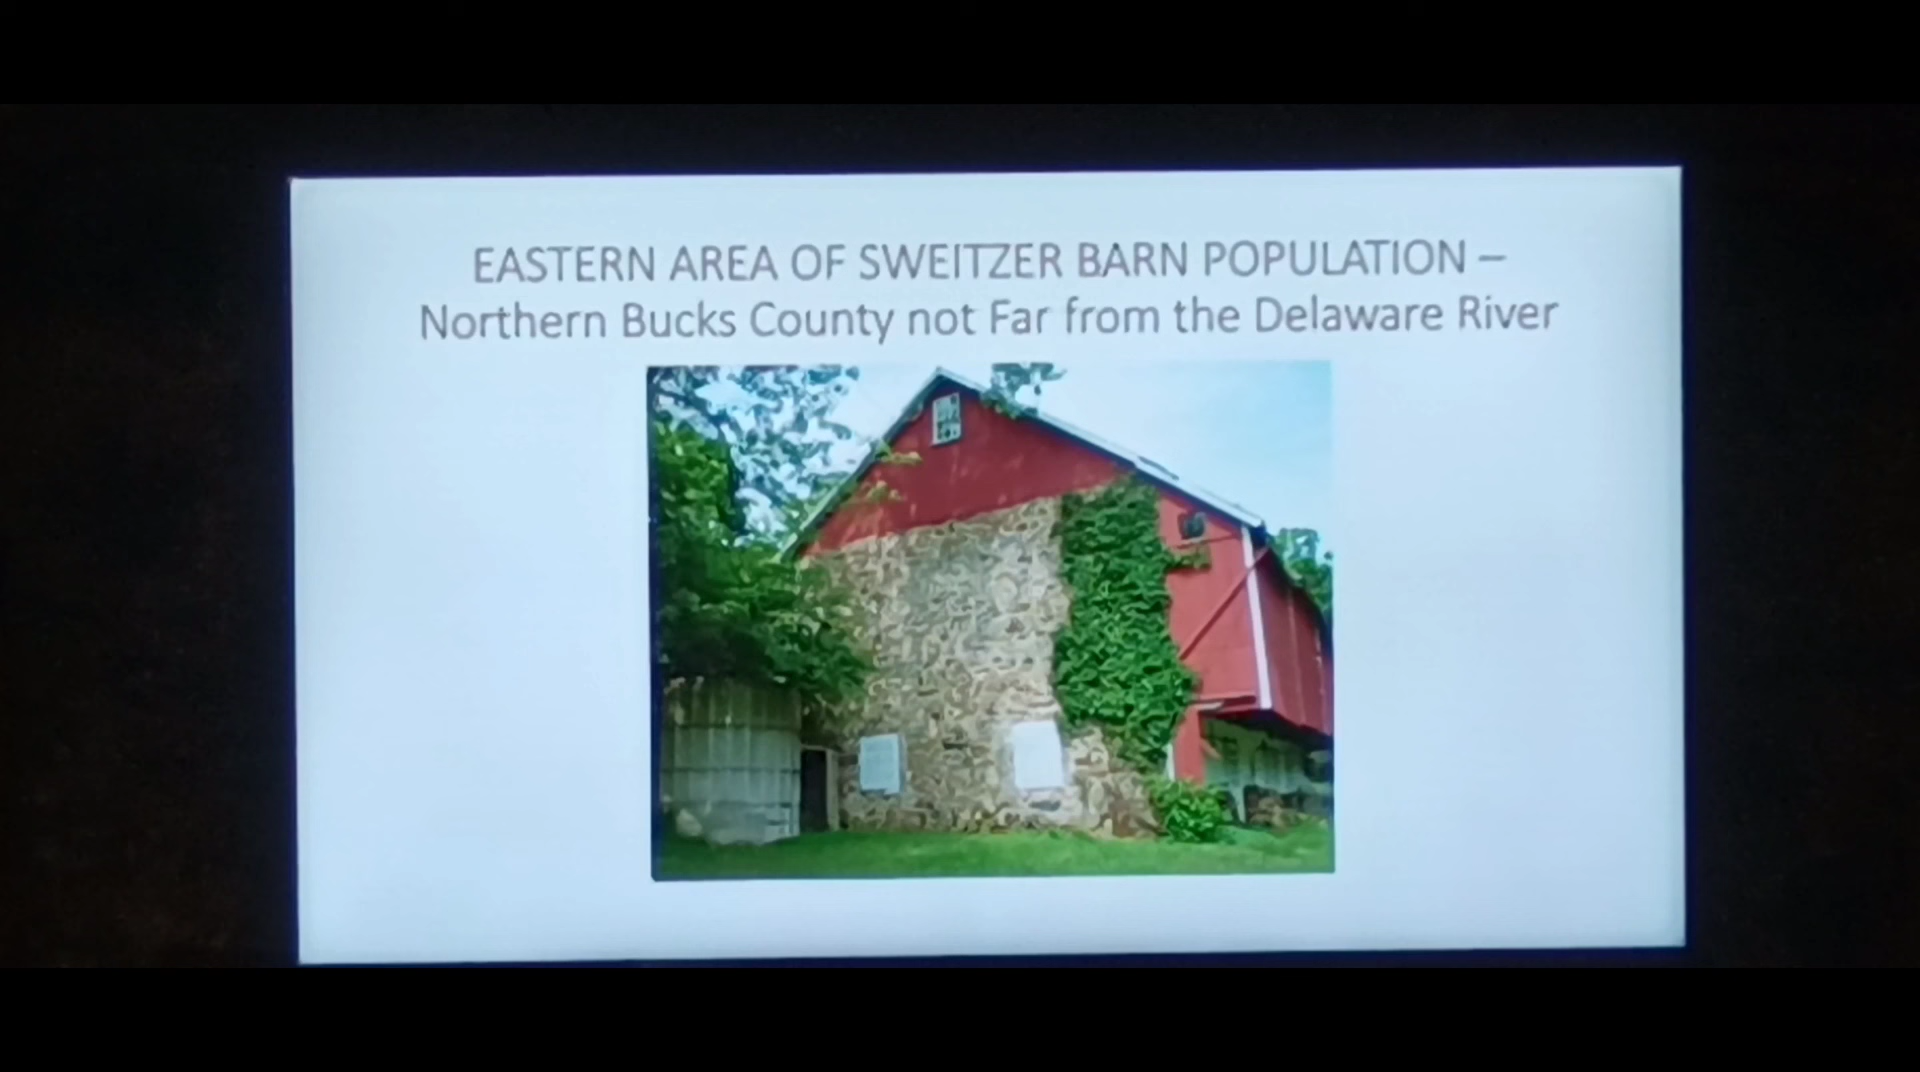 EASTERN AREA OF SWEITZER BARN POPULATION –
Northern Bucks County not Far from the Delaware River